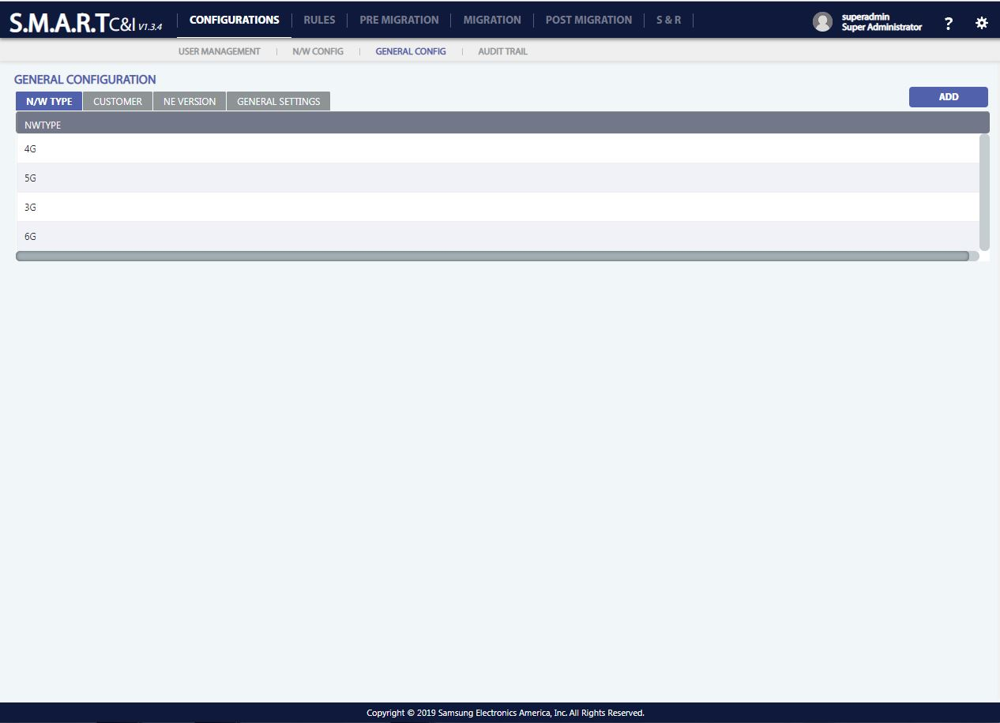 S.M.A.R.T C&I V1.3.4 CONFIGURATIONS RULES PRE MIGRATION MIGRATION POST MIGRATION S & R superadmin ?
Super Administrator
USER MANAGEMENT N/W CONFIG GENERAL CONFIG AUDIT TRAIL
GENERAL CONFIGURATION
N/W TYPE CUSTOMER NE VERSION GENERAL SETTINGS ADD
NWTYPE
4G
5G
3G
6G
Copyright © 2019 Samsung Electronics America, Inc. All Rights Reserved.